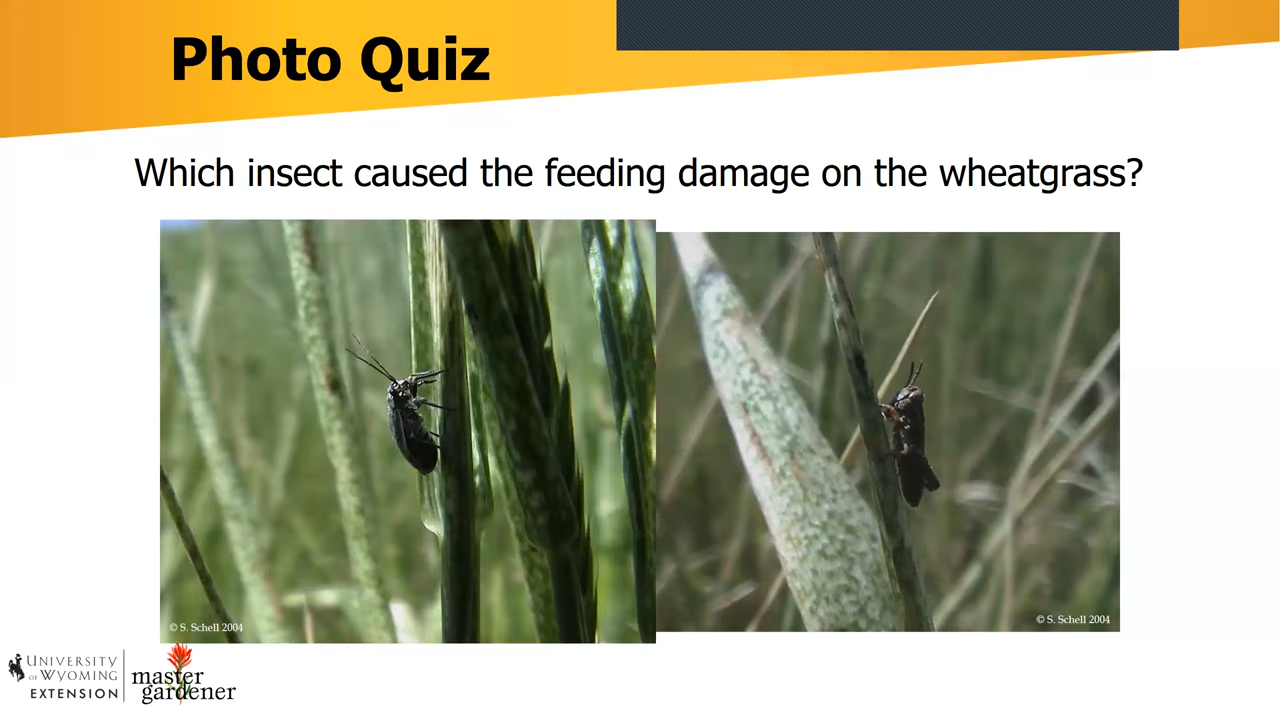 Photo Quiz
Which insect caused the feeding damage on the wheatgrass?
© S. Schell 2004
© S. Schell 2004
UNIVERSITY
OF WYOMING
EXTENSION
master
gardener